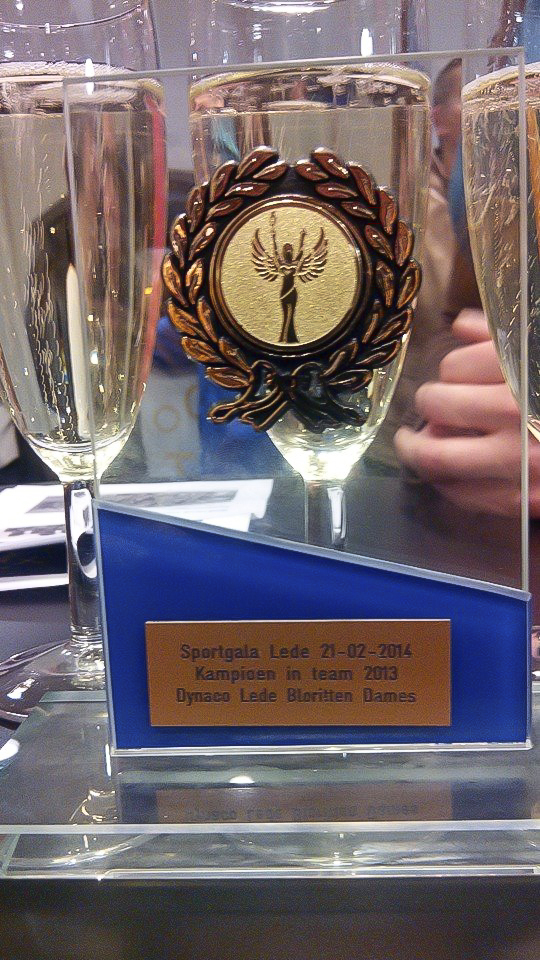 Sportgala Lede 21-02-2014
Kampioen in team 2013
Dynaco Lede Bloritten Dames